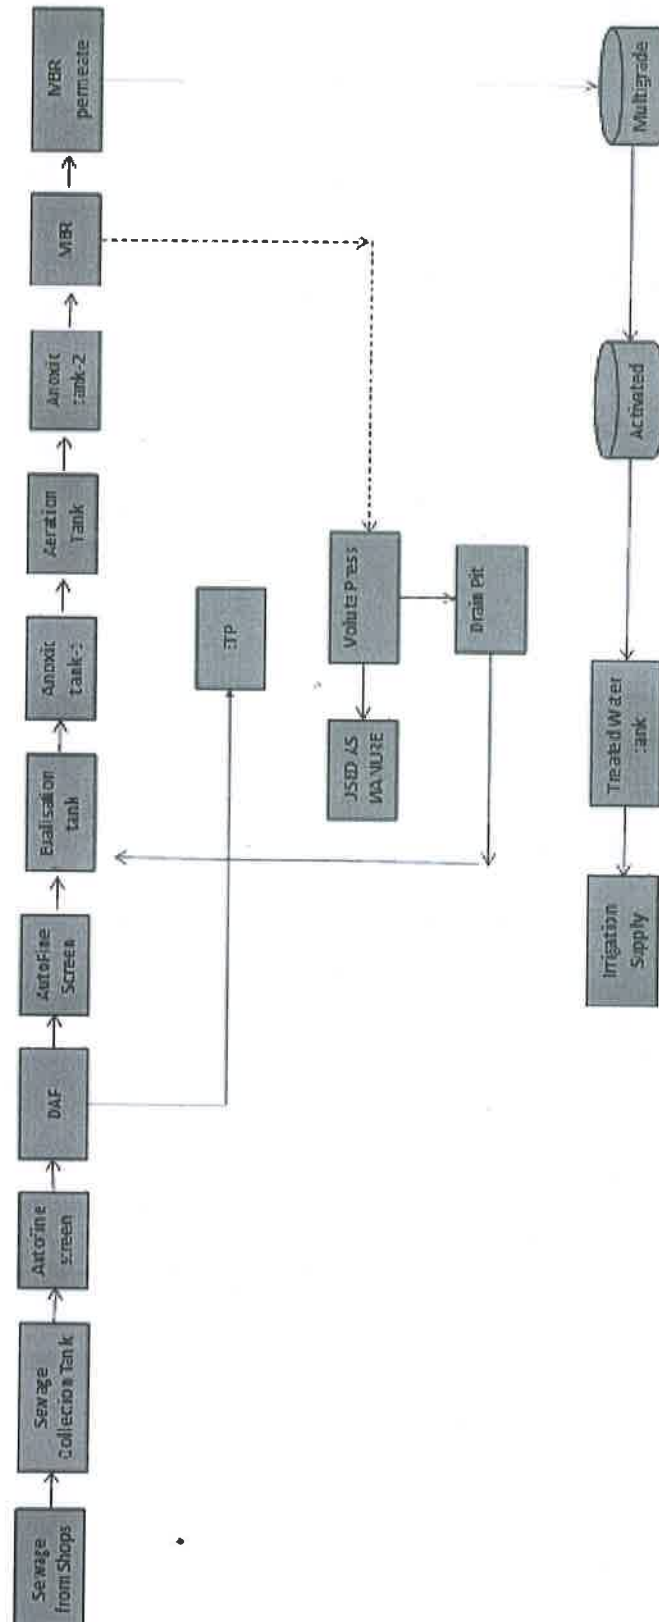 Sewage
from Shops
Sewage
Collection Tank
AutoFine
screen
DAF
AutoFine
Screen
Eualisation
tank
Anoxic
tank-1
Aeration
Tank
Anoxic
tank-2
MBR
MBR
permeate
ETP
USED AS
MANURE
Volute Press
Drain Pit
Irrigation
Supply
Treated Water
tank
Activated
Multigrade